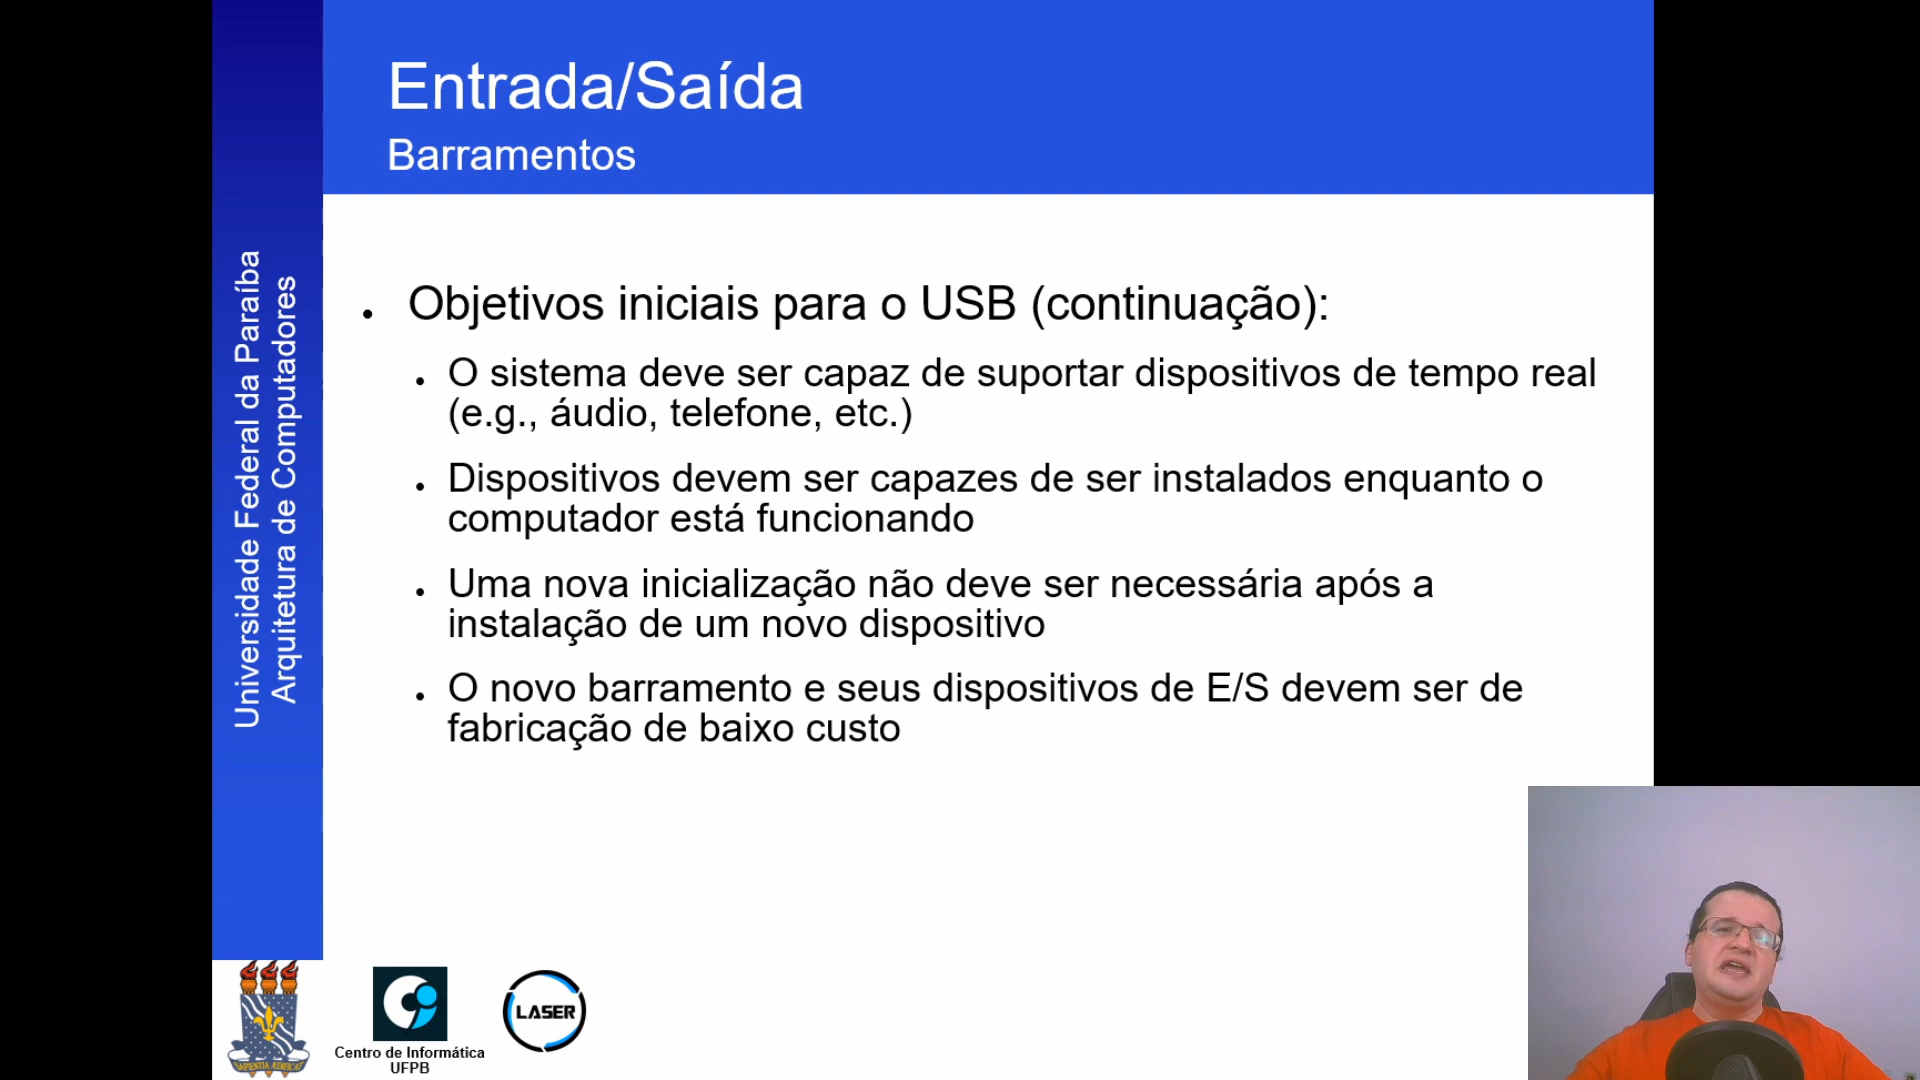 Entrada/Saída
Barramentos
Universidade Federal da Paraíba
Arquitetura de Computadores
Objetivos iniciais para o USB (continuação):
O sistema deve ser capaz de suportar dispositivos de tempo real
(e.g., áudio, telefone, etc.)
Dispositivos devem ser capazes de ser instalados enquanto o
computador está funcionando
Uma nova inicialização não deve ser necessária após a
instalação de um novo dispositivo
O novo barramento e seus dispositivos de E/S devem ser de
fabricação de baixo custo
SAPIENTIA ÆDIFICAT
Centro de Informática
UFPB
LASER